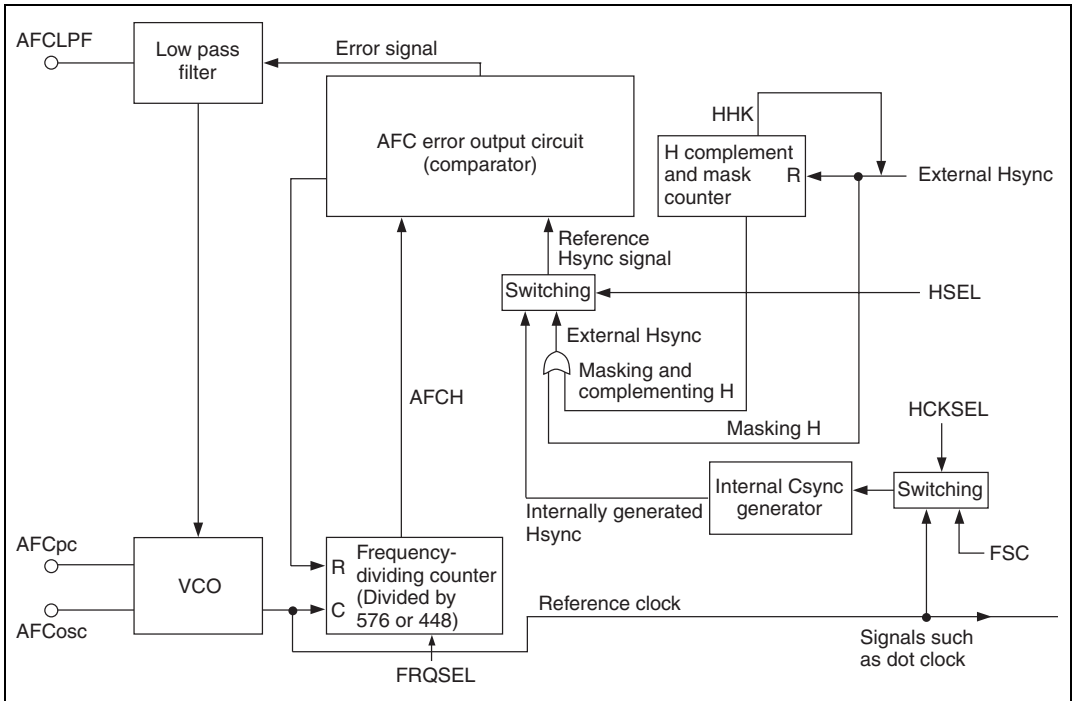 AFCLPF
Low pass
filter
Error signal
AFC error output circuit
(comparator)
HHK
H complement
and mask
counter
R
External Hsync
Reference
Hsync signal
Switching
HSEL
External Hsync
Masking and
complementing H
AFCH
Masking H
HCKSEL
Internal Csync
generator
Switching
Internally generated
Hsync
FSC
AFCpc
AFCosc
VCO
R
C
Frequency-
dividing counter
(Divided by
576 or 448)
Reference clock
Signals such
as dot clock
FRQSEL